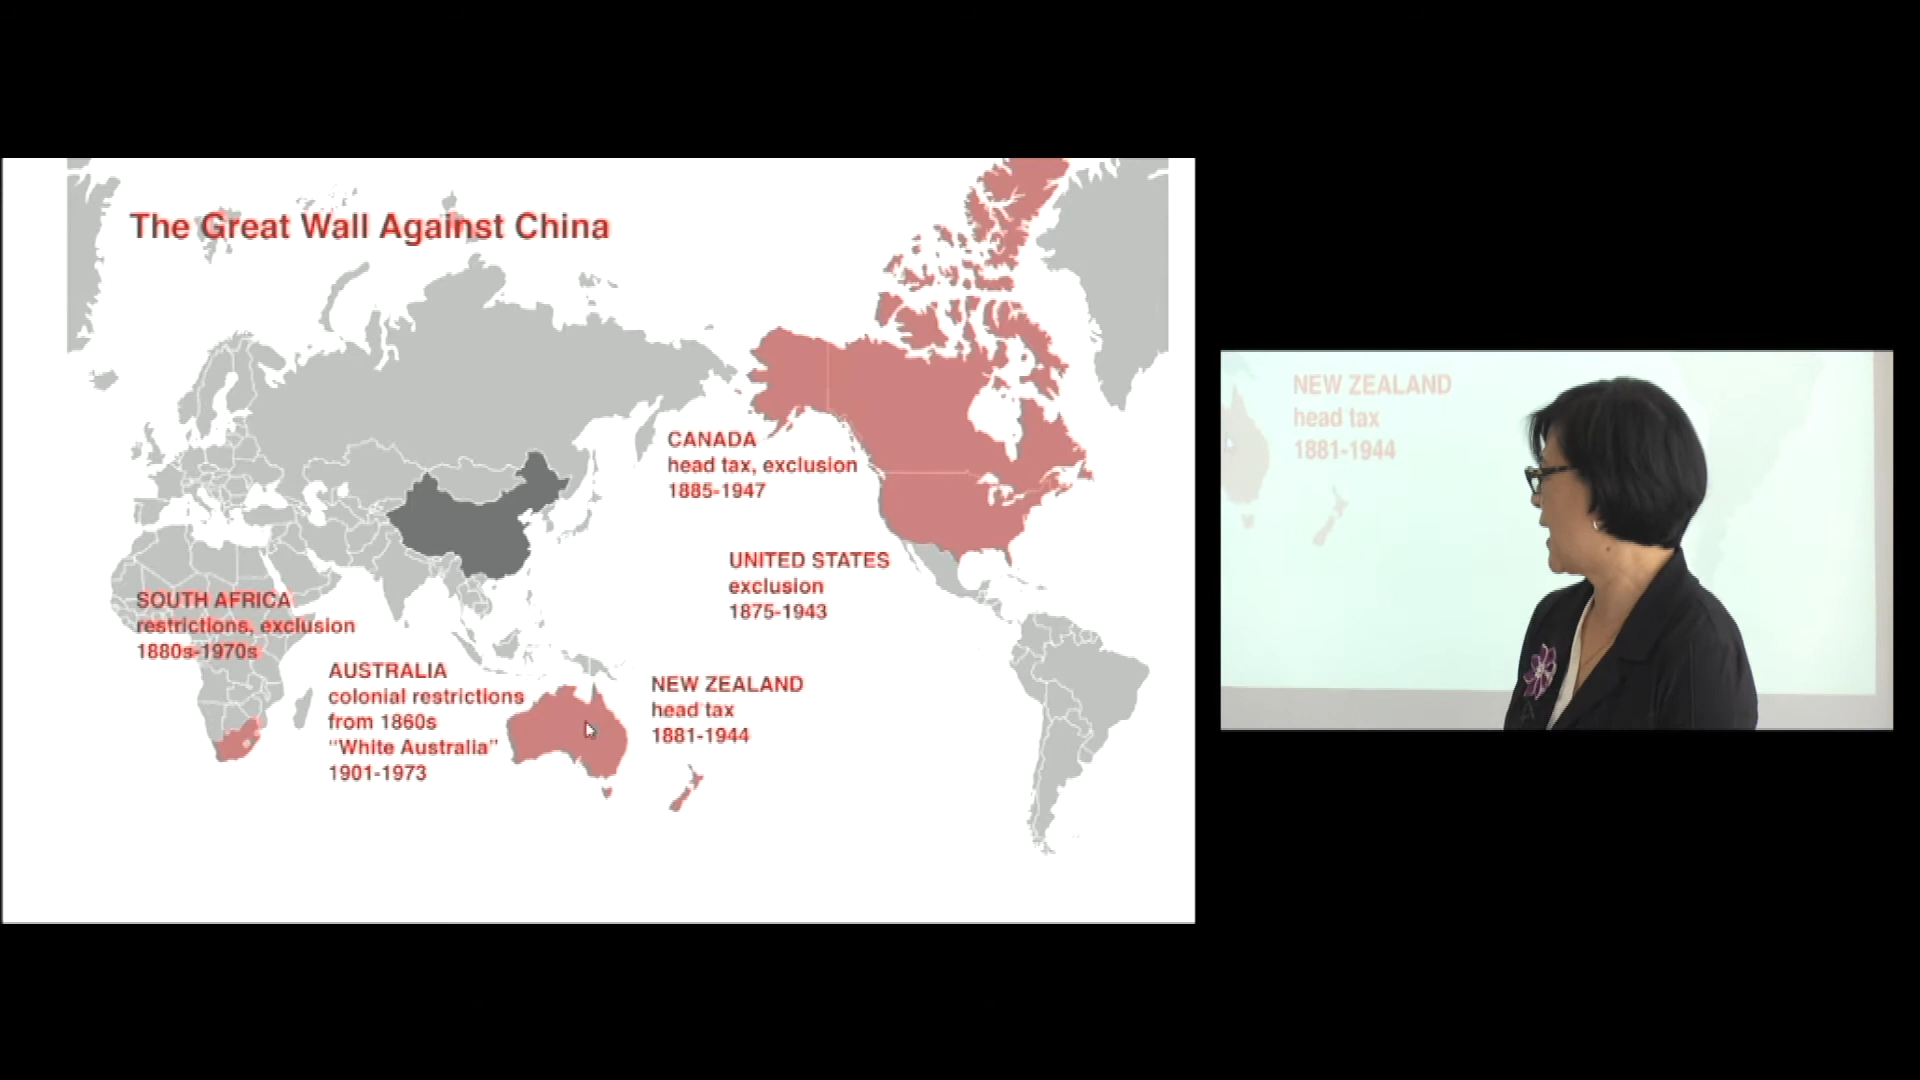 The Great Wall Against China
CANADA
head tax, exclusion
1885-1947
UNITED STATES
exclusion
1875-1943
SOUTH AFRICA
restrictions, exclusion
1880s-1970s
AUSTRALIA
colonial restrictions
from 1860s
"White Australia"
1901-1973
NEW ZEALAND
head tax
1881-1944
NEW ZEALAND
head tax
1881-1944